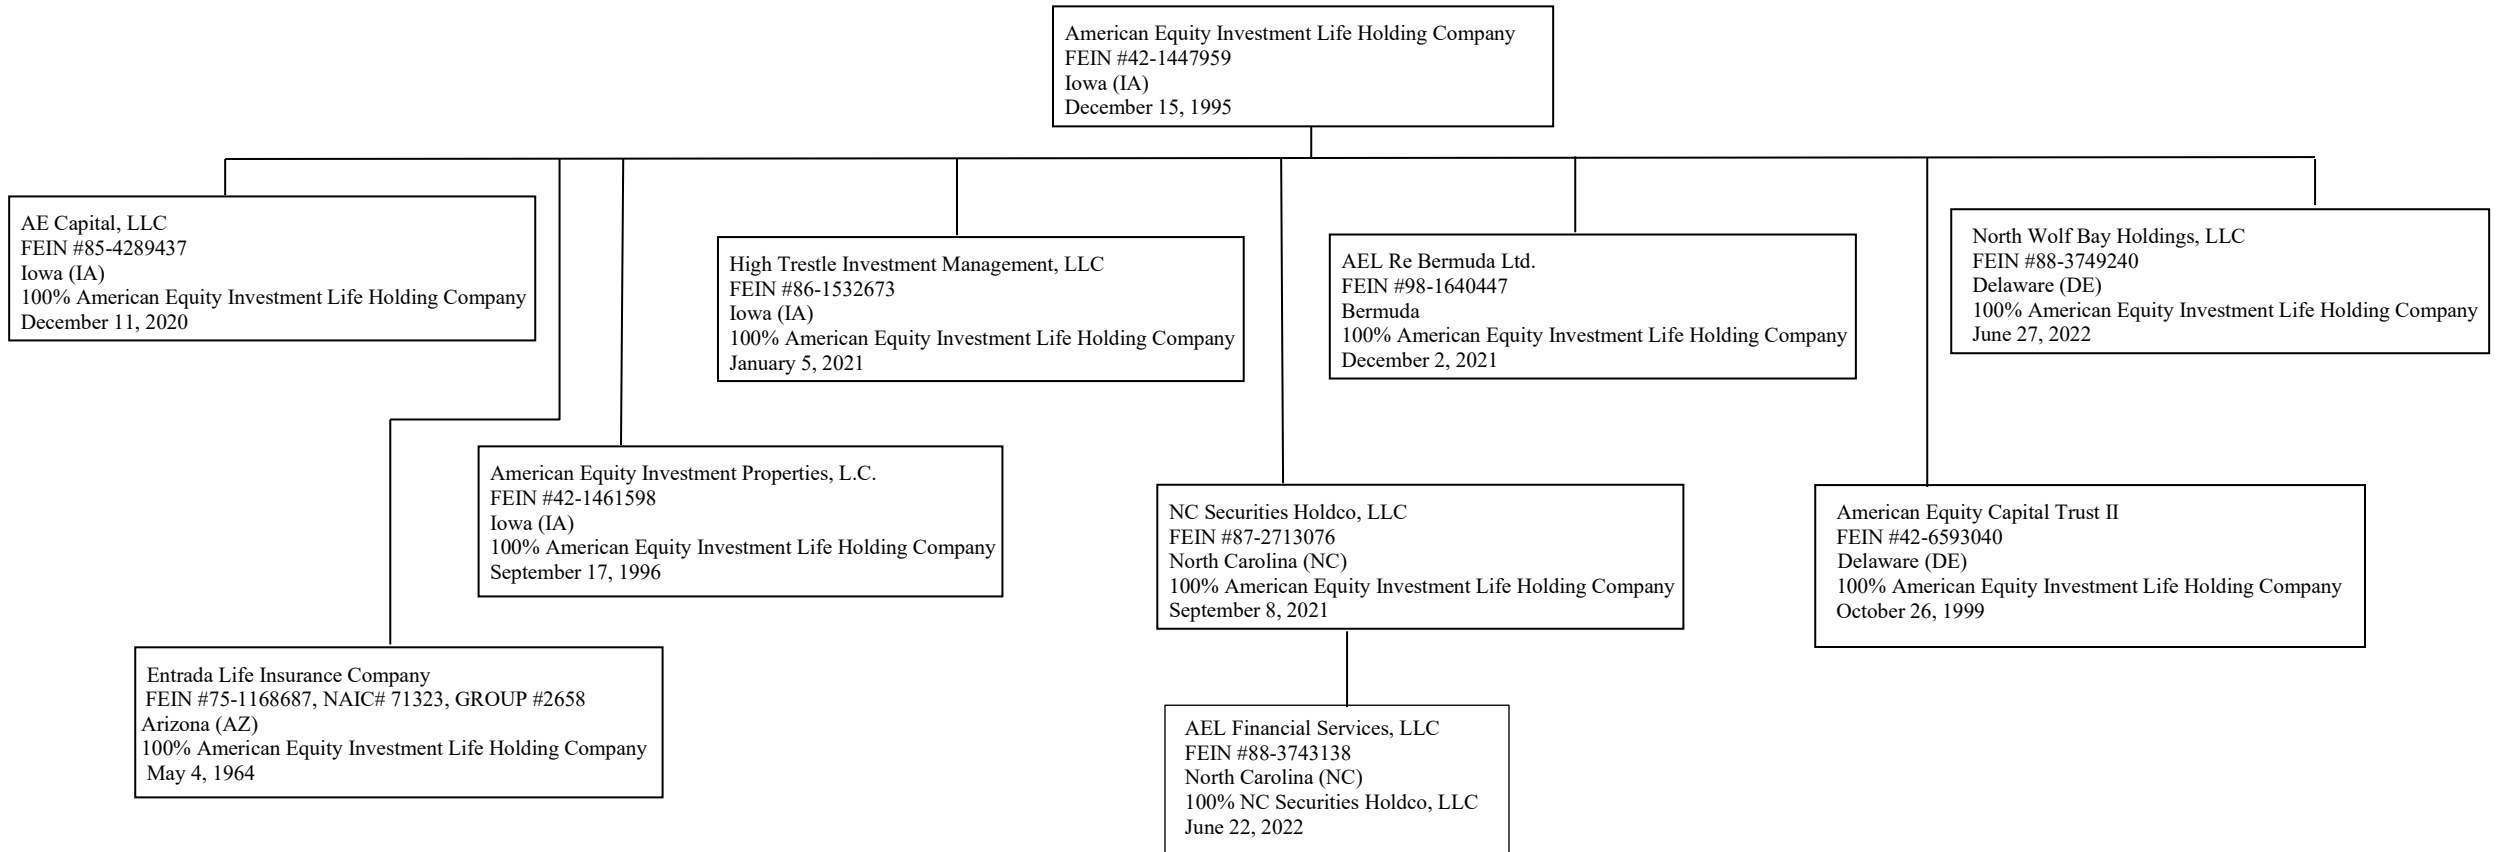 American Equity Investment Life Holding Company
FEIN #42-1447959
Iowa (IA)
December 15, 1995
AE Capital, LLC
FEIN #85-4289437
Iowa (IA)
100% American Equity Investment Life Holding Company
December 11, 2020
High Trestle Investment Management, LLC
FEIN #86-1532673
Iowa (IA)
100% American Equity Investment Life Holding Company
January 5, 2021
AEL Re Bermuda Ltd.
FEIN #98-1640447
Bermuda
100% American Equity Investment Life Holding Company
December 2, 2021
North Wolf Bay Holdings, LLC
FEIN #88-3749240
Delaware (DE)
100% American Equity Investment Life Holding Company
June 27, 2022
American Equity Investment Properties, L.C.
FEIN #42-1461598
Iowa (IA)
100% American Equity Investment Life Holding Company
September 17, 1996
NC Securities Holdco, LLC
FEIN #87-2713076
North Carolina (NC)
100% American Equity Investment Life Holding Company
September 8, 2021
American Equity Capital Trust II
FEIN #42-6593040
Delaware (DE)
100% American Equity Investment Life Holding Company
October 26, 1999
Entrada Life Insurance Company
FEIN #75-1168687, NAIC# 71323, GROUP #2658
Arizona (AZ)
100% American Equity Investment Life Holding Company
May 4, 1964
AEL Financial Services, LLC
FEIN #88-3743138
North Carolina (NC)
100% NC Securities Holdco, LLC
June 22, 2022